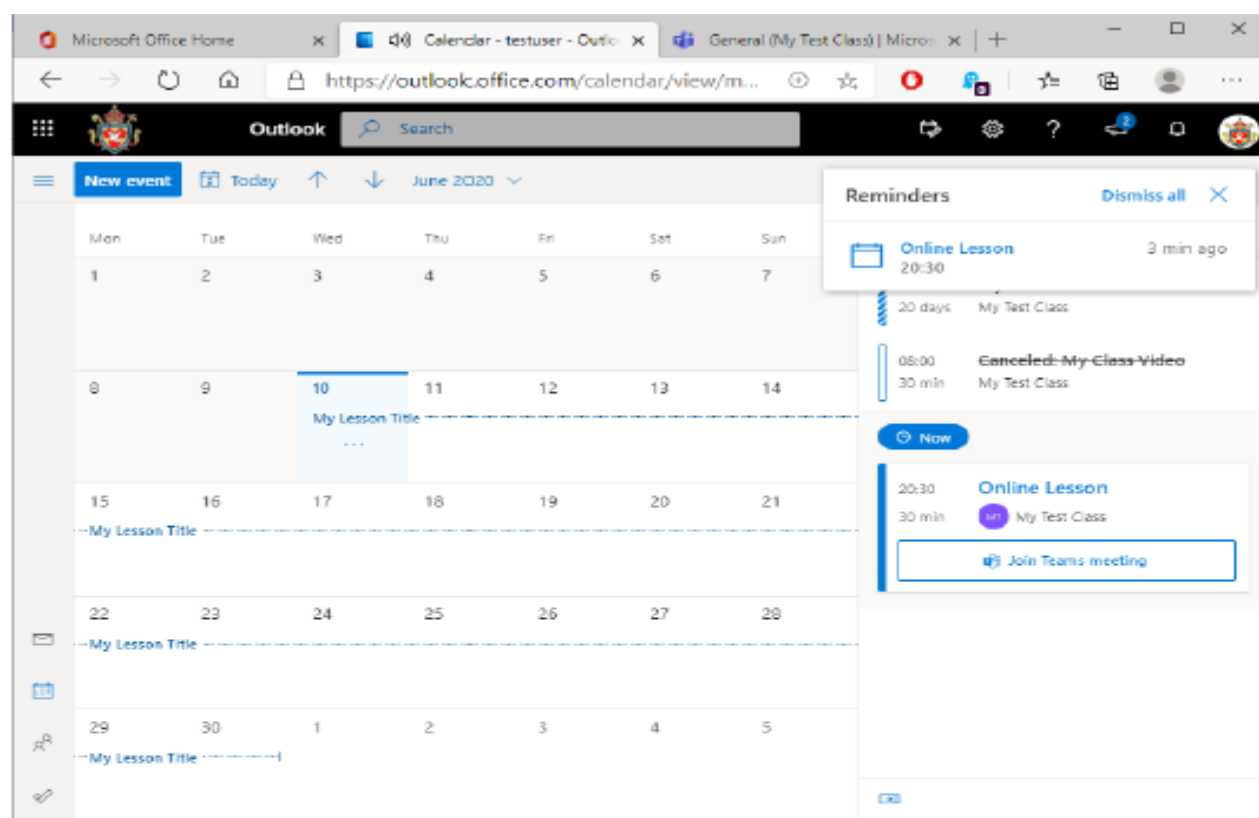 Microsoft Office Home
Calendar - testuser - Outlo
General (My Test Class) | Micros
https://outlook.office.com/calendar/view/m...
Outlook
Search
2
New event
Today
June 2020
Reminders
Dismiss all
Online Lesson
3 min ago
20:30
Mon Tue Wed Thu Fri Sat Sun
1 2 3 4 5 6 7
20 days My Test Class
08:00 Canceled: My Class Video
30 min My Test Class
8 9 10 11 12 13 14
My Lesson Title
...
Now
15 16 17 18 19 20 21
My Lesson Title
20:30 Online Lesson
30 min MT My Test Class
Join Teams meeting
22 23 24 25 26 27 28
My Lesson Title
29 30 1 2 3 4 5
My Lesson Title